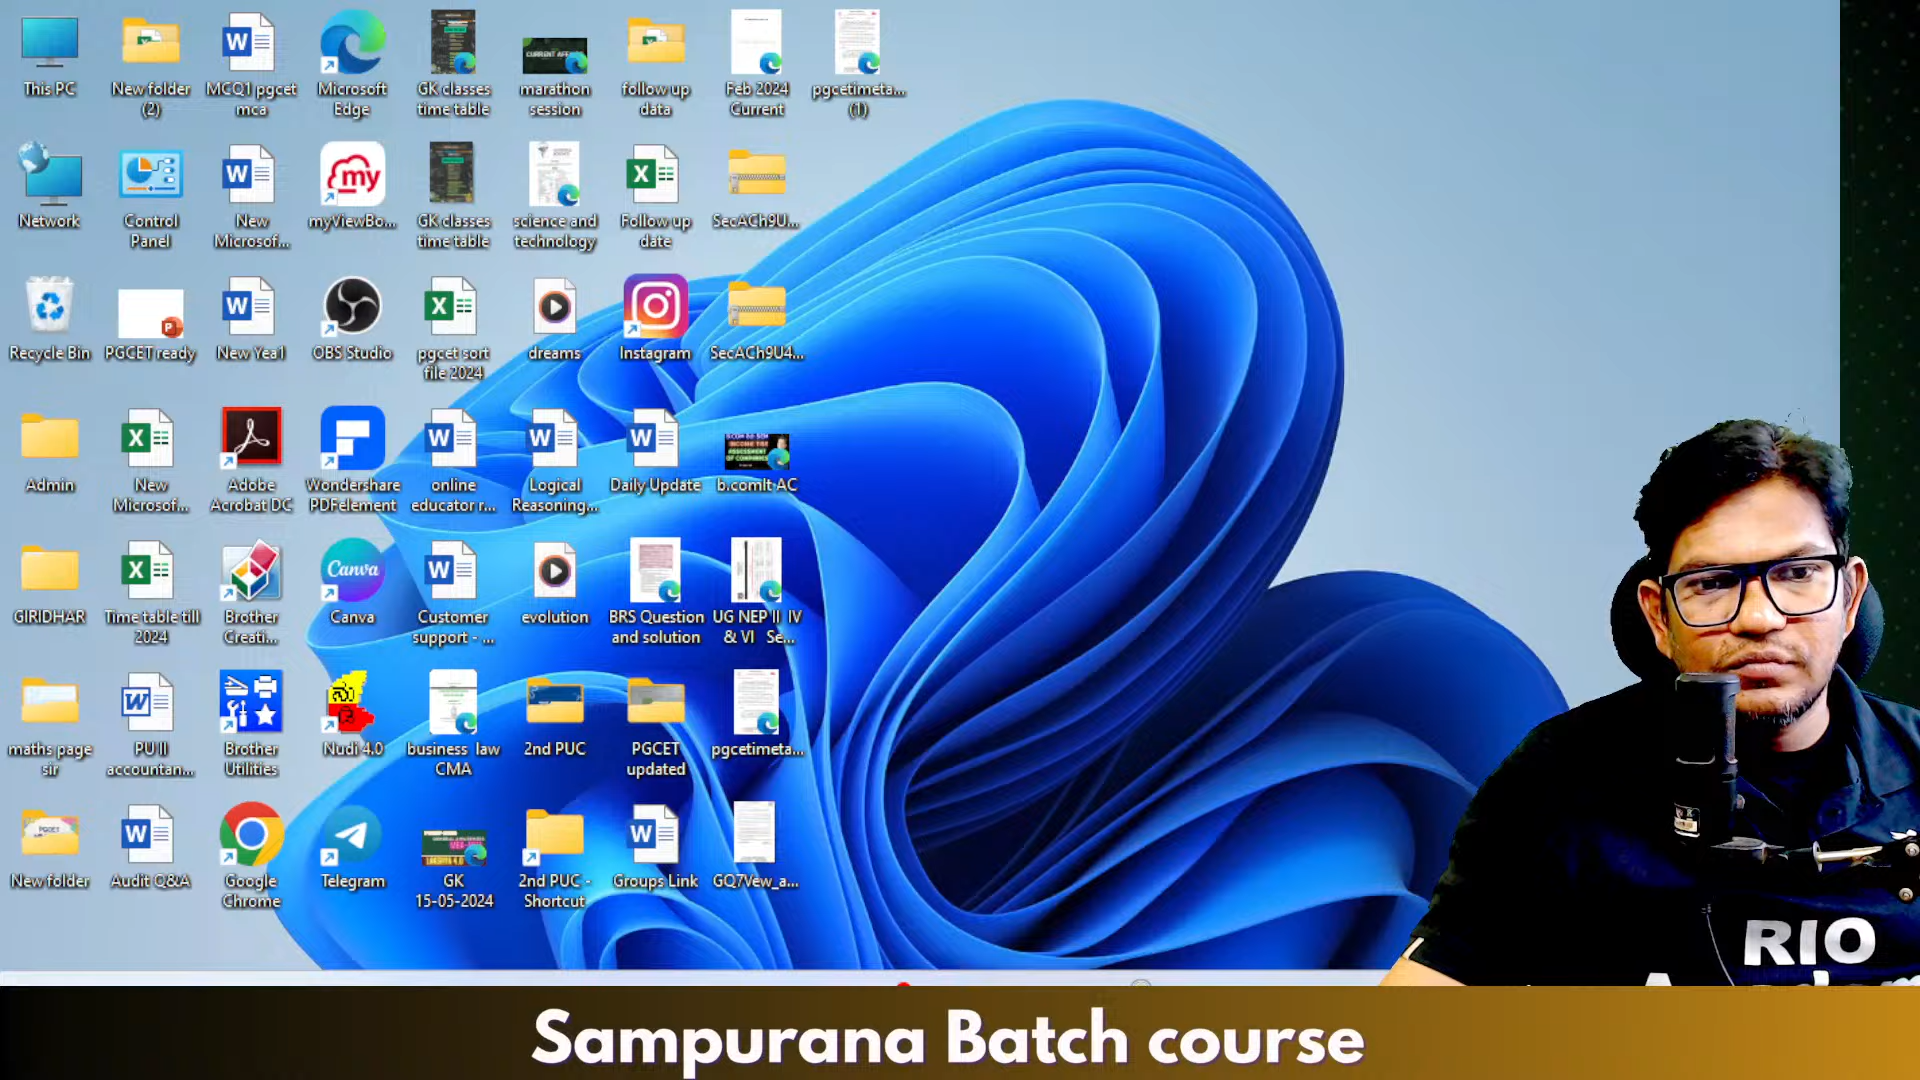 This PC
New folder
(2)
MCQ1 pgcet
mca
Microsoft
Edge
GK classes
time table
marathon
session
follow up
data
Feb 2024
Current
pgcetimeta...
(1)
Network
Control
Panel
New
Microsof...
myViewBo...
GK classes
time table
science and
technology
Follow up
date
SecACh9U...
Recycle Bin
PGCET ready
New Yea1
OBS Studio
pgcet sort
file 2024
dreams
Instagram
SecACh9U4...
Admin
New
Microsof...
Adobe
Acrobat DC
Wondershare
PDFelement
online
educator r...
Logical
Reasoning...
Daily Update
b.comIt AC
GIRIDHAR
Time table till
2024
Brother
Creati...
Canva
Customer
support - ...
evolution
BRS Question
and solution
UG NEP II IV
& VI Se...
maths page
sir
PU II
accountan...
Brother
Utilities
Nudi 4.0
business law
CMA
2nd PUC
PGCET
updated
pgcetimeta...
New folder
Audit Q&A
Google
Chrome
Telegram
GK
15-05-2024
2nd PUC -
Shortcut
Groups Link
GQ7Vew_a...
my
Canva
CURRENT
RIO
Sampurana Batch course